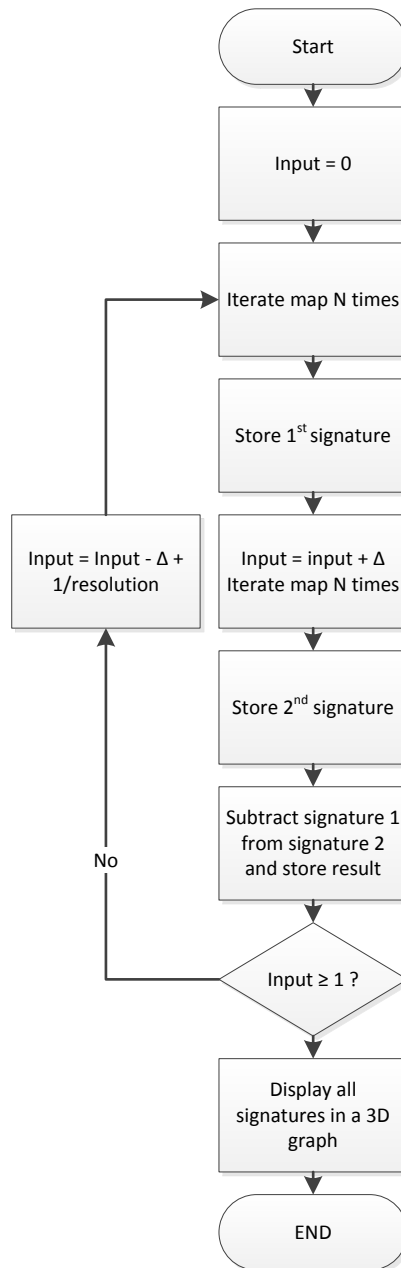 Start
Input = 0
Iterate map N times
Store 1st signature
Input = Input - Δ +
1/resolution
Input = input + Δ
Iterate map N times
Store 2nd signature
Subtract signature 1
from signature 2
and store result
No
Input ≥ 1 ?
Display all
signatures in a 3D
graph
END